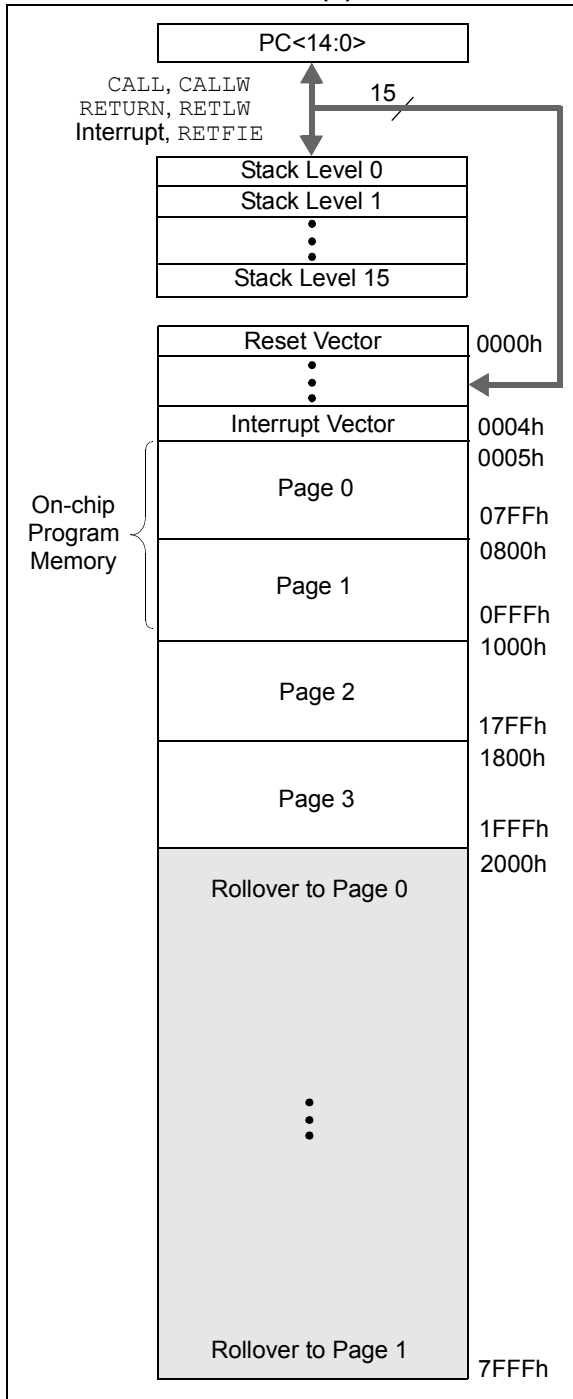 PC<14:0>
CALL, CALLW
RETURN, RETLW
Interrupt, RETFIE
15
Stack Level 0
Stack Level 1
Stack Level 15
Reset Vector
0000h
Interrupt Vector
0004h
0005h
On-chip
Program
Memory
Page 0
07FFh
0800h
Page 1
0FFFh
1000h
Page 2
17FFh
1800h
Page 3
1FFFh
2000h
Rollover to Page 0
Rollover to Page 1
7FFFh